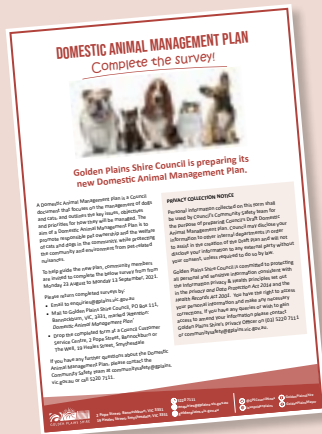 DOMESTIC ANIMAL MANAGEMENT PLAN
Complete the survey!
Golden Plains Shire Council is preparing its
new Domestic Animal Management Plan.
A Domestic Animal Management Plan is a Council
document that focuses on the management of dogs
and cats, and outlines the key issues, objectives
and priorities for how they will be managed. The
aim of a Domestic Animal Management Plan is to
promote responsible pet ownership and the welfare
of cats and dogs in the community, while protecting
the community and environment from pet-related
nuisances.
To help guide the new plan, community members
are invited to complete the below survey from
Monday 23 August to Monday 13 September, 2021.
Please return completed surveys by:
• Email to enquiries@gplains.vic.gov.au
• Mail to Golden Plains Shire Council, PO Box 111,
Bannockburn, VIC, 3331, marked 'Attention:
Domestic Animal Management Plan'
• Drop the completed form at a Council Customer
Service Centre, 2 Pope Street, Bannockburn or
The Well, 19 Heales Street, Smythesdale
If you have any further questions about the Domestic
Animal Management Plan, please contact the
Community Safety team at communitysafety@gplains.
vic.gov.au or call 5220 7111.
PRIVACY COLLECTION NOTICE
Personal information collected on this form shall
be used by Council's Community Safety team for
the purpose of preparing Council's Draft Domestic
Animal Management plan. Council may disclose your
information to other internal departments in order
to assist in the creation of the Draft Plan and will not
disclose your information to any external party without
your consent, unless required to do so by law.
Golden Plains Shire Council is committed to protecting
all personal and sensitive information consistent with
the information privacy & health principles set out
in the Privacy and Data Protection Act 2014 and the
Health Records Act 2001. You have the right to access
your personal information and make any necessary
corrections. If you have any queries or wish to gain
access to amend your information please contact
Golden Plains Shire's Privacy Officer on (03) 5220 7111
or communitysafety@gplains.vic.gov.au.
GOLDEN PLAINS SHIRE
2 Pope Street, Bannockburn, VIC 3331
19 Heales Street, Smythesdale, VIC 3351
5220 7111